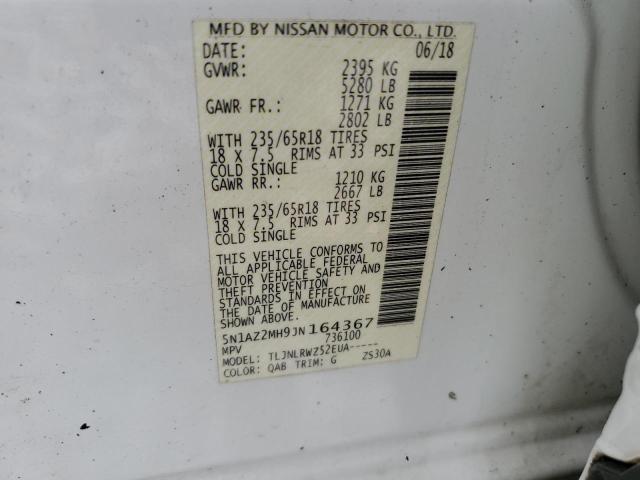 MFD BY NISSAN MOTOR CO., LTD.
DATE: 06/18
GVWR: 2395 KG
5280 LB
GAWR FR.: 1271 KG
2802 LB
WITH 235/65R18 TIRES
18 X 7.5 RIMS AT 33 PSI
COLD SINGLE
GAWR RR.: 1210 KG
2667 LB
WITH 235/65R18 TIRES
18 X 7.5 RIMS AT 33 PSI
COLD SINGLE
THIS VEHICLE CONFORMS TO
ALL APPLICABLE FEDERAL
MOTOR VEHICLE SAFETY AND
THEFT PREVENTION
STANDARDS IN EFFECT ON
THE DATE OF MANUFACTURE
5N1AZ2MH9JN164367
MPV 736100
MODEL: TLJNLRWZ52EUA-----
COLOR: QAB TRIM: G ZS30A